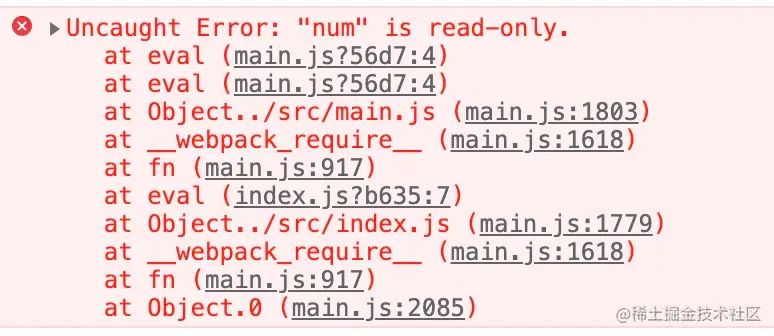 Uncaught Error: "num" is read-only.
at eval (main.js?56d7:4)
at eval (main.js?56d7:4)
at Object../src/main.js (main.js:1803)
at __webpack_require__ (main.js:1618)
at fn (main.js:917)
at eval (index.js?b635:7)
at Object../src/index.js (main.js:1779)
at __webpack_require__ (main.js:1618)
at fn (main.js:917)
at Object.0 (main.js:2085)
@稀土掘金技术社区